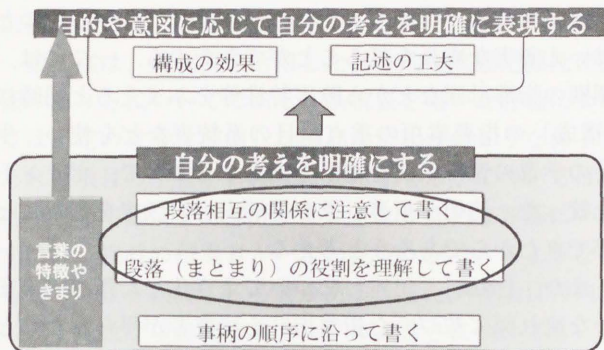 目的や意図に応じて自分の考えを明確に表現する
構成の効果
記述の工夫
自分の考えを明確にする
段落相互の関係に注意して書く
段落（まとまり）の役割を理解して書く
事柄の順序に沿って書く
言葉の
特徴や
きまり